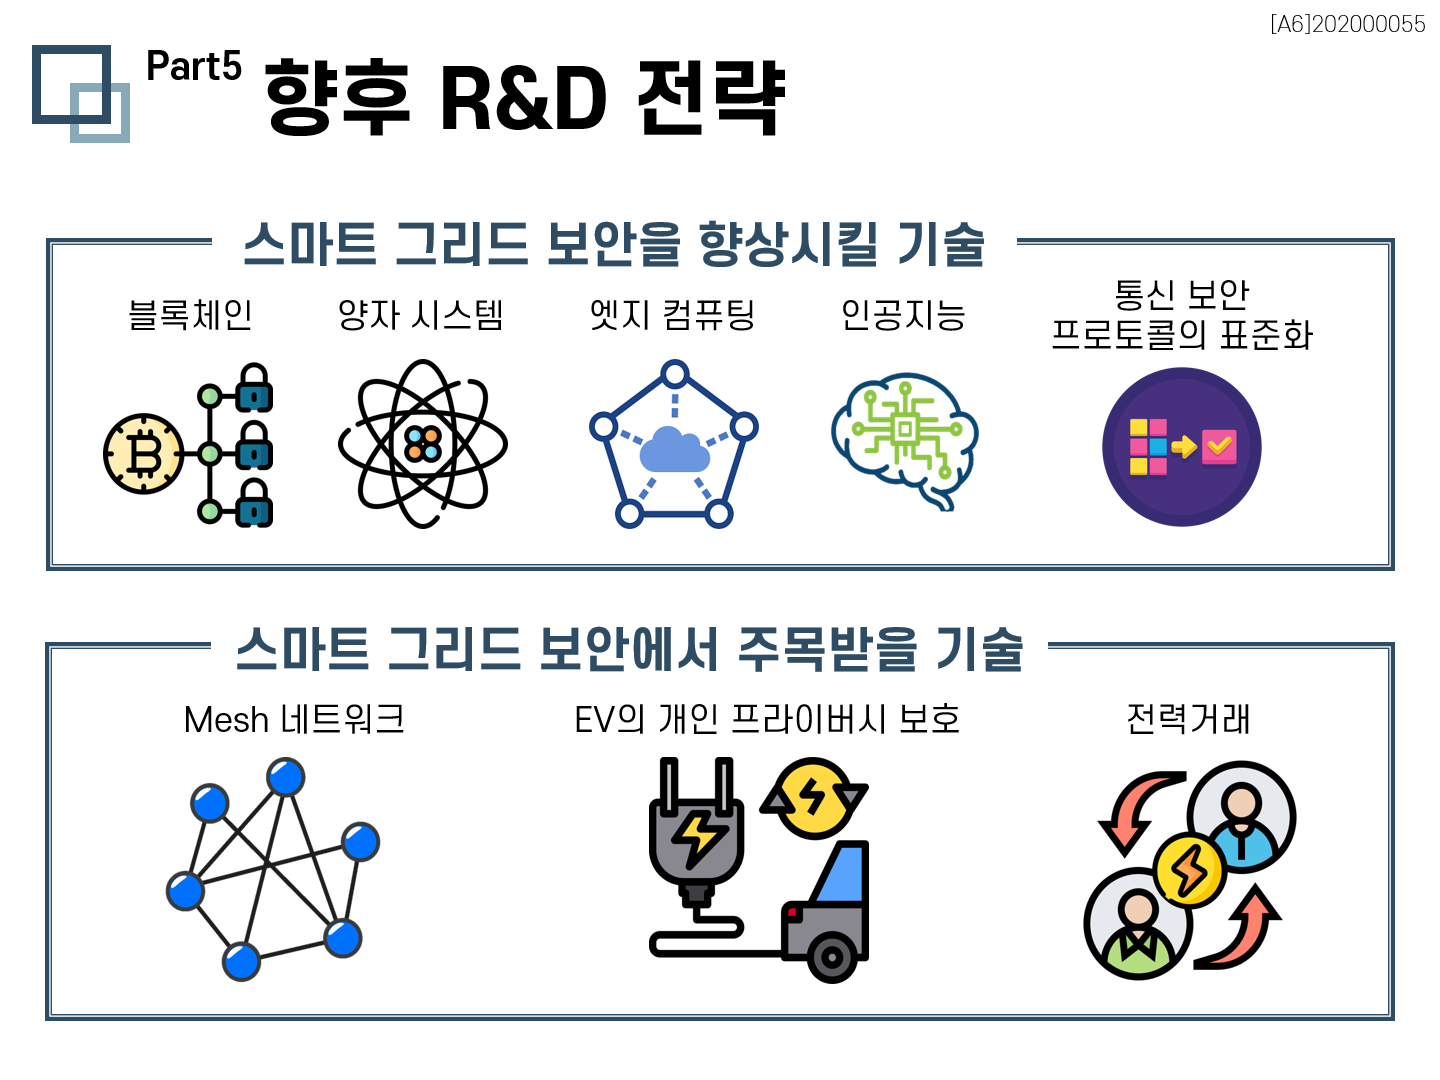 [A6]202000055
Part5 향후 R&D 전략
스마트 그리드 보안을 향상시킬 기술
블록체인
양자 시스템
엣지 컴퓨팅
인공지능
통신 보안
프로토콜의 표준화
스마트 그리드 보안에서 주목받을 기술
Mesh 네트워크
EV의 개인 프라이버시 보호
전력거래